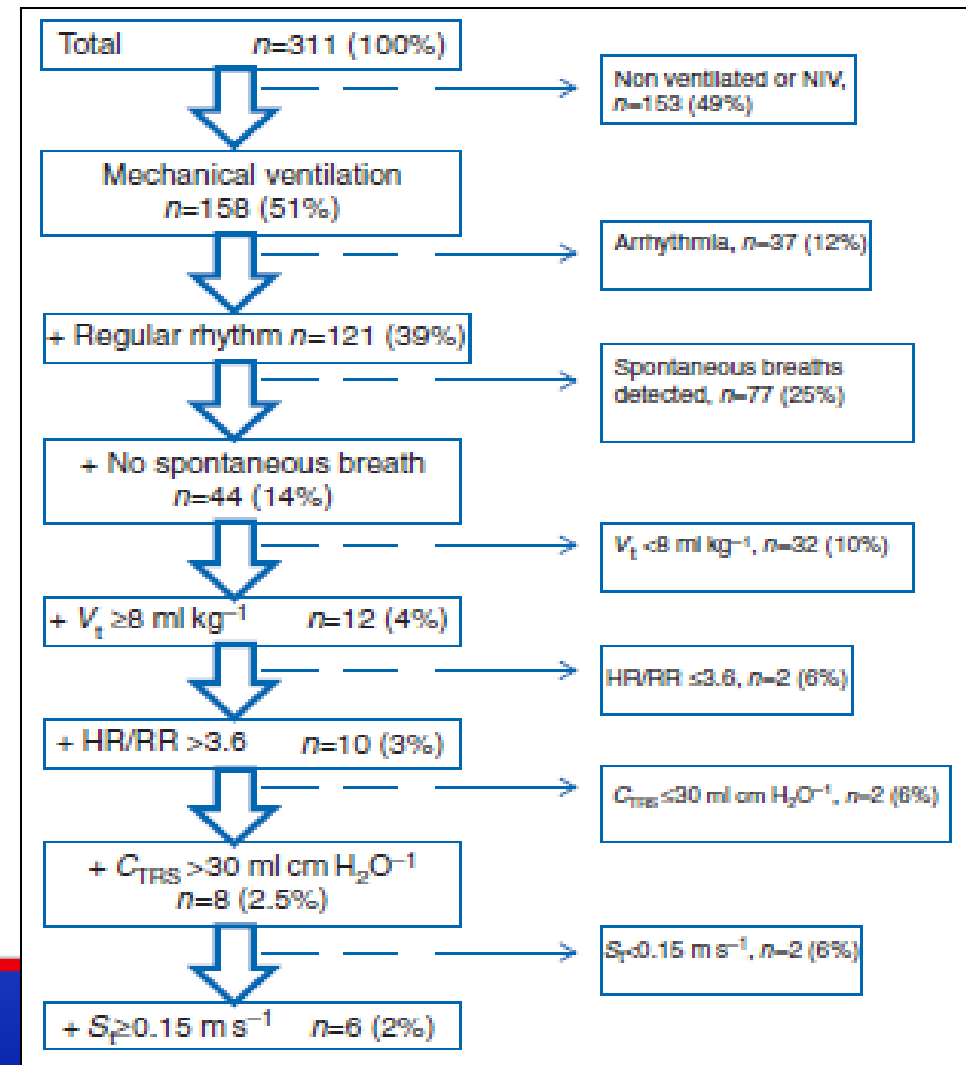 Total n=311 (100%)
Non ventilated or NIV,
n=153 (49%)
Mechanical ventilation
n=158 (51%)
Arrhythmia, n=37 (12%)
+ Regular rhythm n=121 (39%)
Spontaneous breaths
detected, n=77 (25%)
+ No spontaneous breath
n=44 (14%)
Vt <8 ml kg⁻¹, n=32 (10%)
+ Vt ≥8 ml kg⁻¹ n=12 (4%)
HR/RR ≤3.6, n=2 (6%)
+ HR/RR >3.6 n=10 (3%)
CTRS ≤30 ml cm H₂O⁻¹, n=2 (6%)
+ CTRS >30 ml cm H₂O⁻¹
n=8 (2.5%)
Sf<0.15 m s⁻¹, n=2 (6%)
+ Sf≥0.15 m s⁻¹ n=6 (2%)